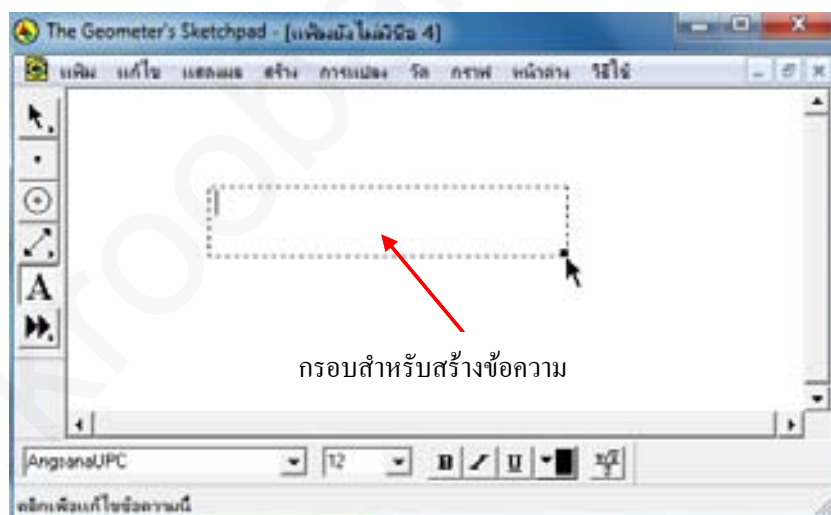 The Geometer's Sketchpad - [แฟ้มยังไม่มีชื่อ 4]
แฟ้ม แก้ไข แสดงผล สร้าง การแปลง วัด กราฟ หน้าต่าง วิธีใช้
A
กรอบสำหรับสร้างข้อความ
AngsanaUPC 12 B I U
คลิกเพื่อแก้ไขข้อความนี้